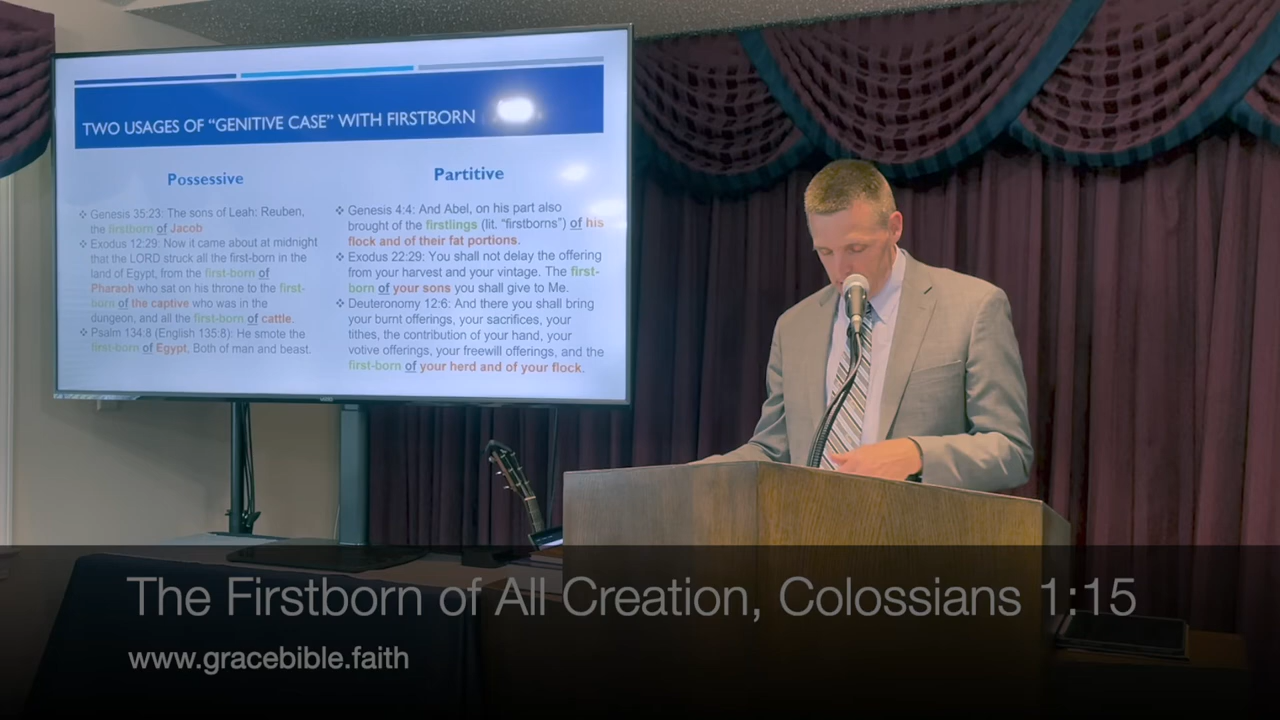 TWO USAGES OF “GENITIVE CASE” WITH FIRSTBORN
Possessive
❖ Genesis 35:23: The sons of Leah: Reuben,
the firstborn of Jacob
❖ Exodus 12:29: Now it came about at midnight
that the LORD struck all the first-born in the
land of Egypt, from the first-born of
Pharaoh who sat on his throne to the first-
born of the captive who was in the
dungeon, and all the first-born of cattle.
❖ Psalm 134:8 (English 135:8): He smote the
first-born of Egypt, Both of man and beast.
Partitive
❖ Genesis 4:4: And Abel, on his part also
brought of the firstlings (lit. “firstborns”) of his
flock and of their fat portions.
❖ Exodus 22:29: You shall not delay the offering
from your harvest and your vintage. The first-
born of your sons you shall give to Me.
❖ Deuteronomy 12:6: And there you shall bring
your burnt offerings, your sacrifices, your
tithes, the contribution of your hand, your
votive offerings, your freewill offerings, and the
first-born of your herd and of your flock.
The Firstborn of All Creation, Colossians 1:15
www.gracebible.faith